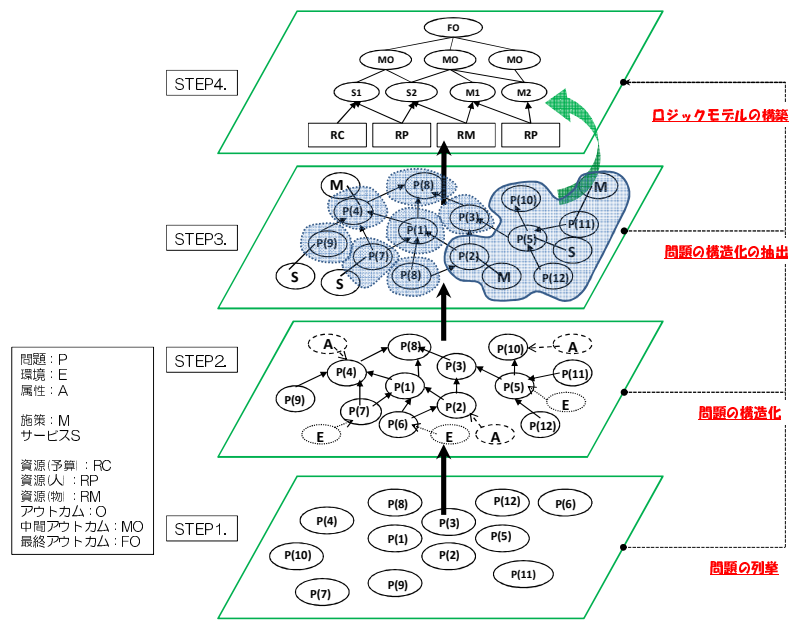 FO
MO
MO
MO
STEP4.
S1
S2
M1
M2
ロジックモデルの構築
RC
RP
RM
RP
M
P(8)
M
P(10)
P(4)
P(3)
P(11)
STEP3.
P(1)
P(5)
問題の構造化の抽出
P(9)
P(7)
P(2)
S
P(8)
M
P(12)
S
S
A
P(8)
P(10)
A
STEP2.
P(4)
P(3)
P(11)
P(1)
P(5)
P(9)
P(7)
P(2)
E
問題の構造化
P(6)
P(12)
E
E
A
問題：P
環境：E
属性：A
施策：M
サービスS
資源(予算)：RC
資源(人)：RP
資源(物)：RM
アウトカム：O
中間アウトカム：MO
最終アウトカム：FO
P(8)
P(12)
P(6)
P(4)
P(3)
STEP1.
P(1)
P(5)
P(10)
P(2)
P(11)
問題の列挙
P(9)
P(7)